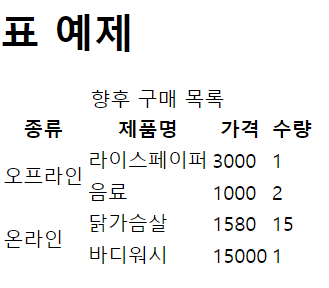 표 예제
향후 구매 목록
종류 제품명 가격 수량
오프라인 라이스페이퍼 3000 1
음료 1000 2
온라인 닭가슴살 1580 15
바디워시 15000 1